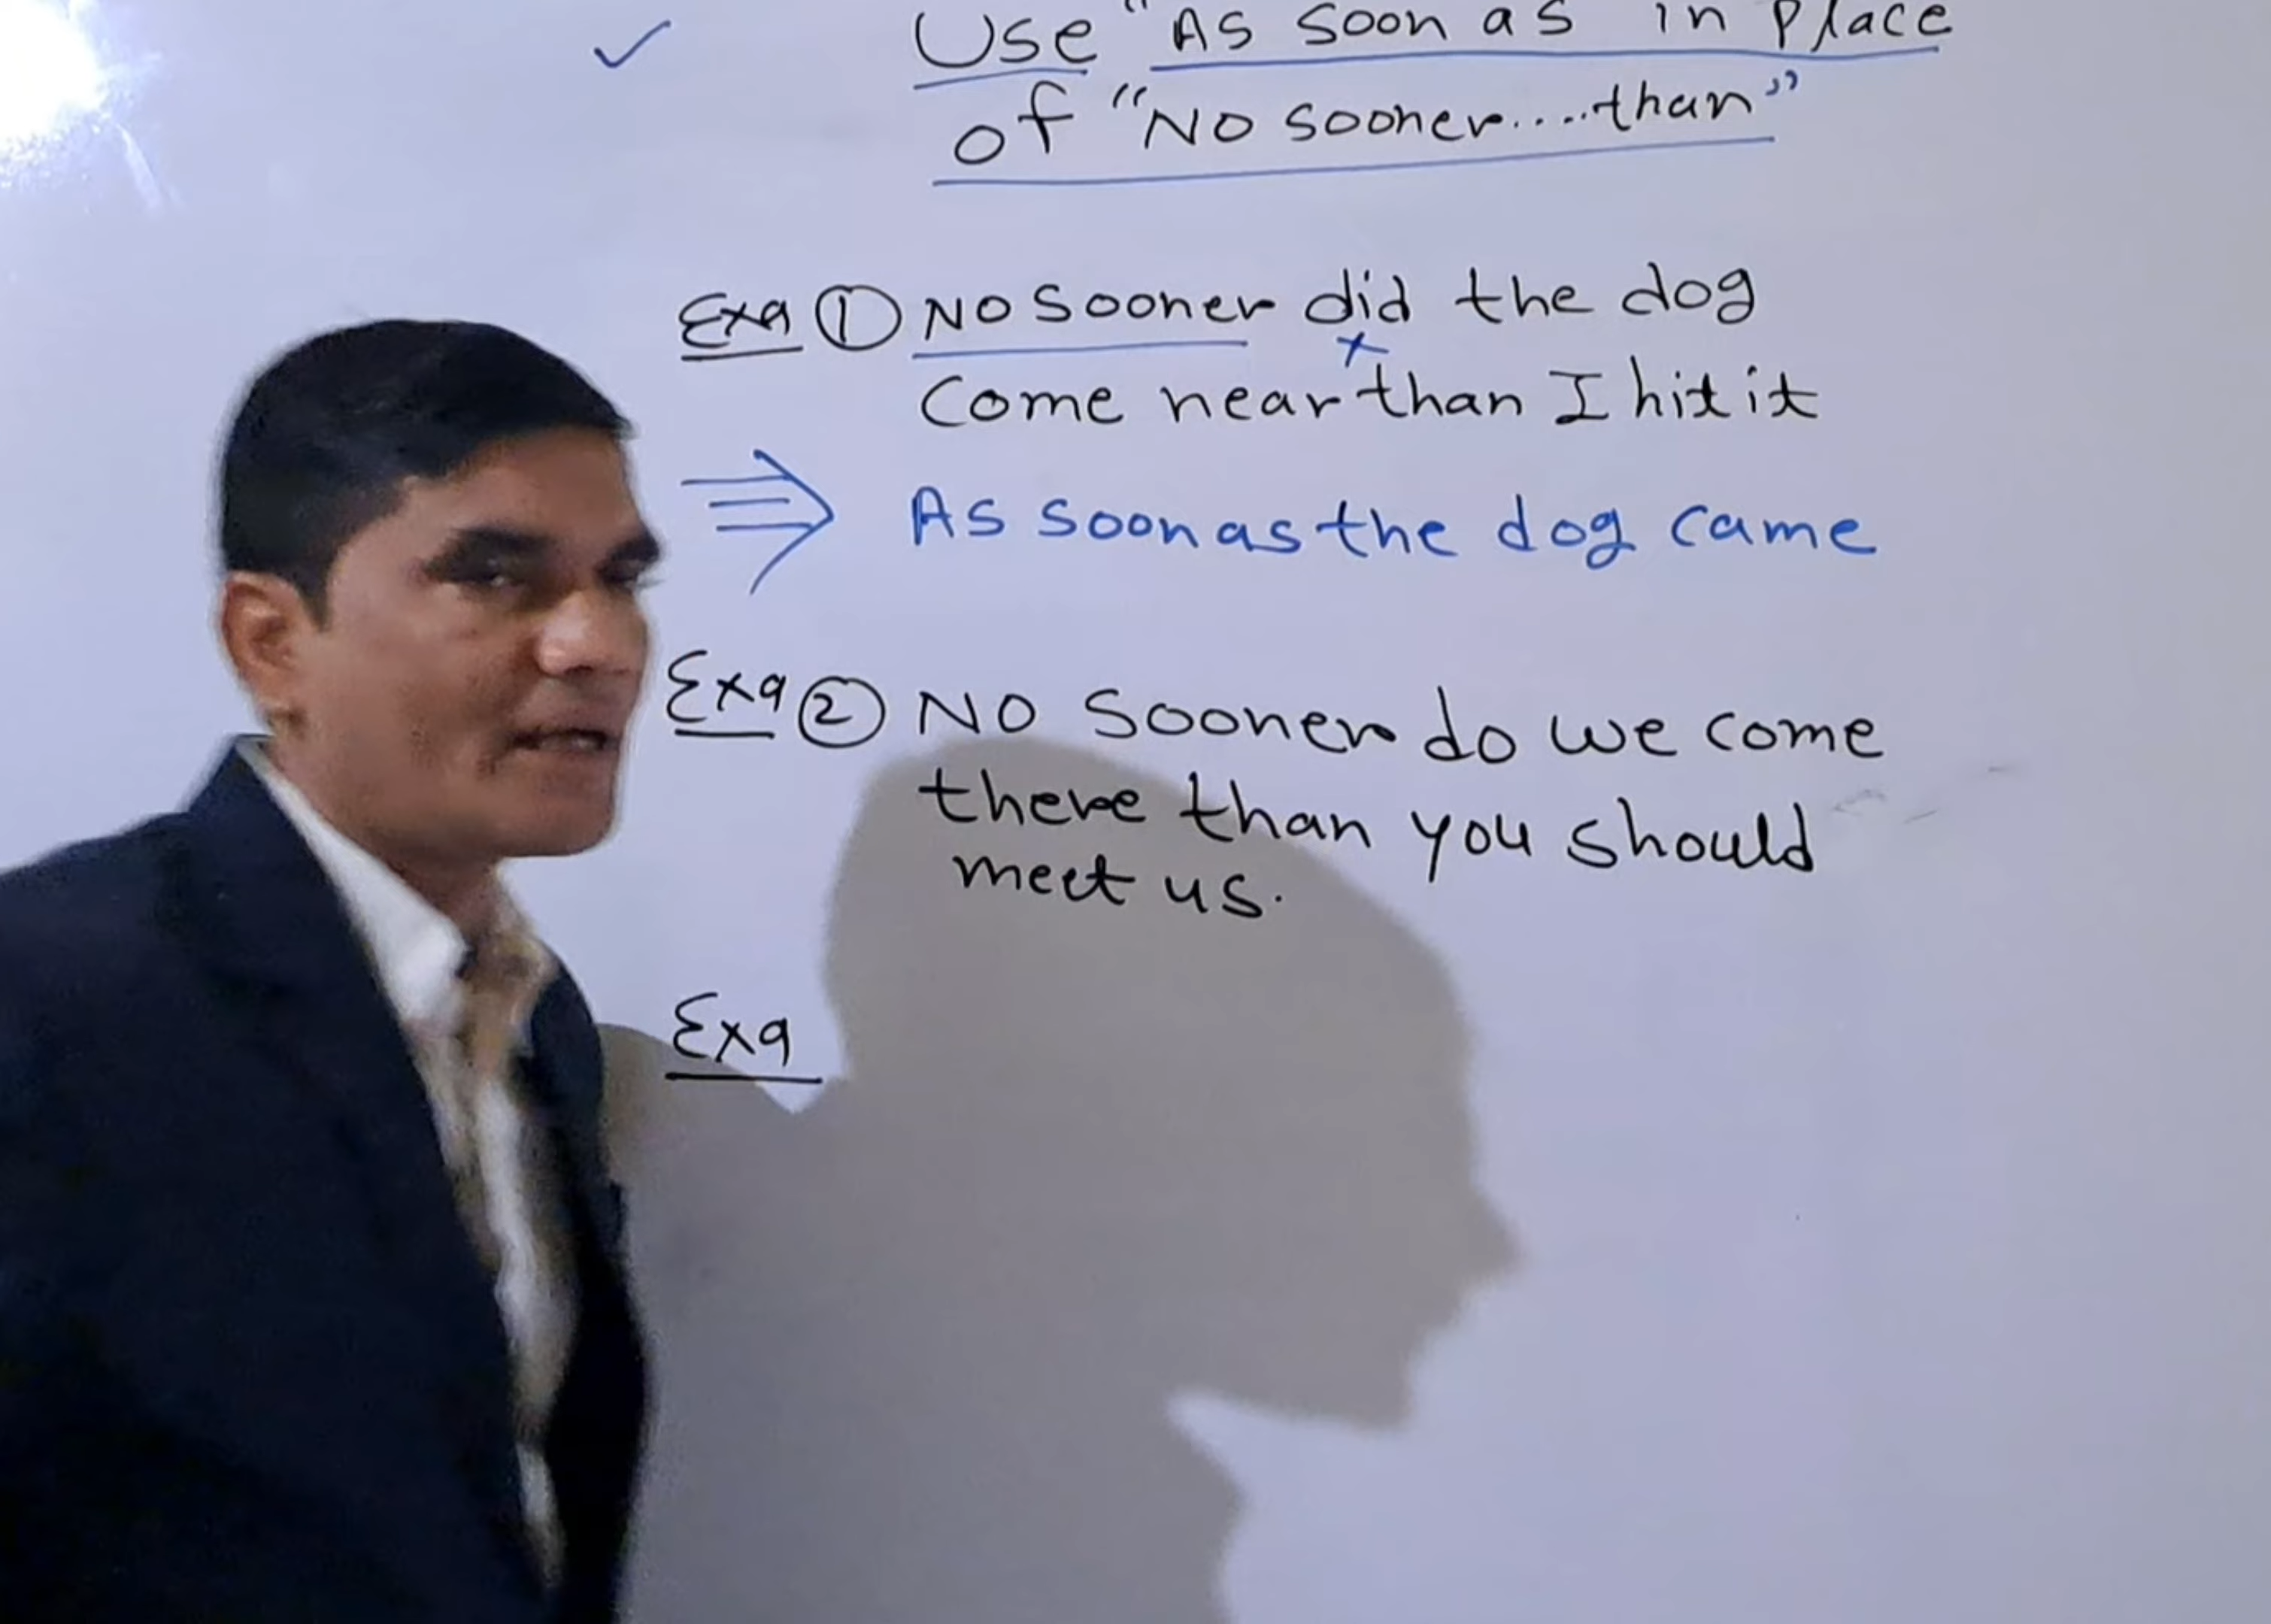 Use "As soon as in place
of "No sooner.....than"
Exa ① No sooner did the dog
x
Come near than I hit it
As soon as the dog came
Exa ② No sooner do we come
there than you should
meet us.
Exa